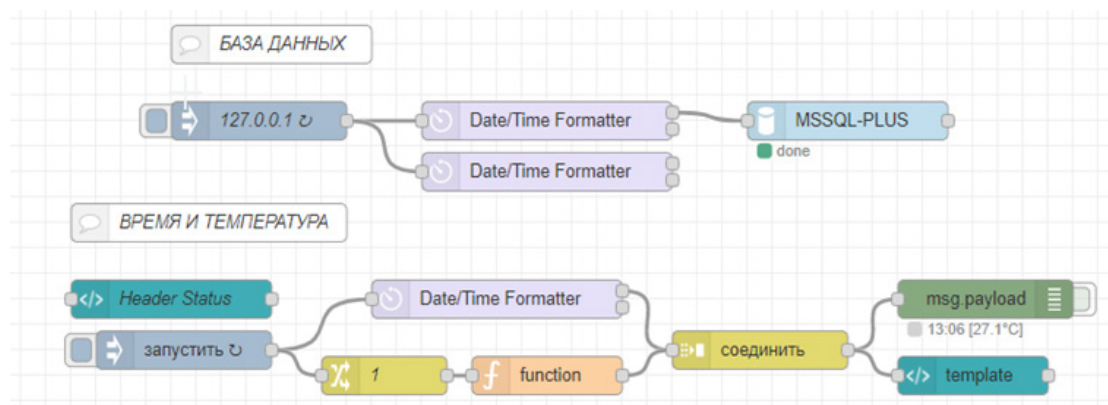 БАЗА ДАННЫХ
127.0.0.1 ↻
Date/Time Formatter
MSSQL-PLUS
done
Date/Time Formatter
ВРЕМЯ И ТЕМПЕРАТУРА
</> Header Status
Date/Time Formatter
msg.payload
13:06 [27.1°C]
запустить ↻
соединить
1
f function
</> template